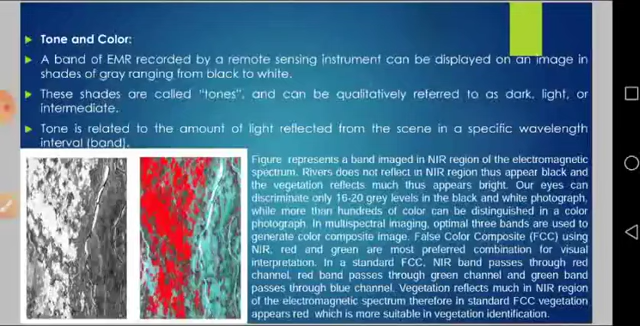 Tone and Color:
A band of EMR recorded by a remote sensing instrument can be displayed on an image in
shades of gray ranging from black to white.
These shades are called "tones", and can be qualitatively referred to as dark, light, or
intermediate.
Tone is related to the amount of light reflected from the scene in a specific wavelength
interval (band).
Figure represents a band imaged in NIR region of the electromagnetic
spectrum. Rivers does not reflect in NIR region thus appear black and
the vegetation reflects much thus appears bright. Our eyes can
discriminate only 16-20 grey levels in the black and white photograph,
while more than hundreds of color can be distinguished in a color
photograph. In multispectral imaging, optimal three bands are used to
generate color composite image. False Color Composite (FCC) using
NIR, red and green are most preferred combination for visual
interpretation. In a standard FCC, NIR band passes through red
channel, red band passes through green channel and green band
passes through blue channel. Vegetation reflects much in NIR region
of the electromagnetic spectrum therefore in standard FCC vegetation
appears red which is more suitable in vegetation identification.